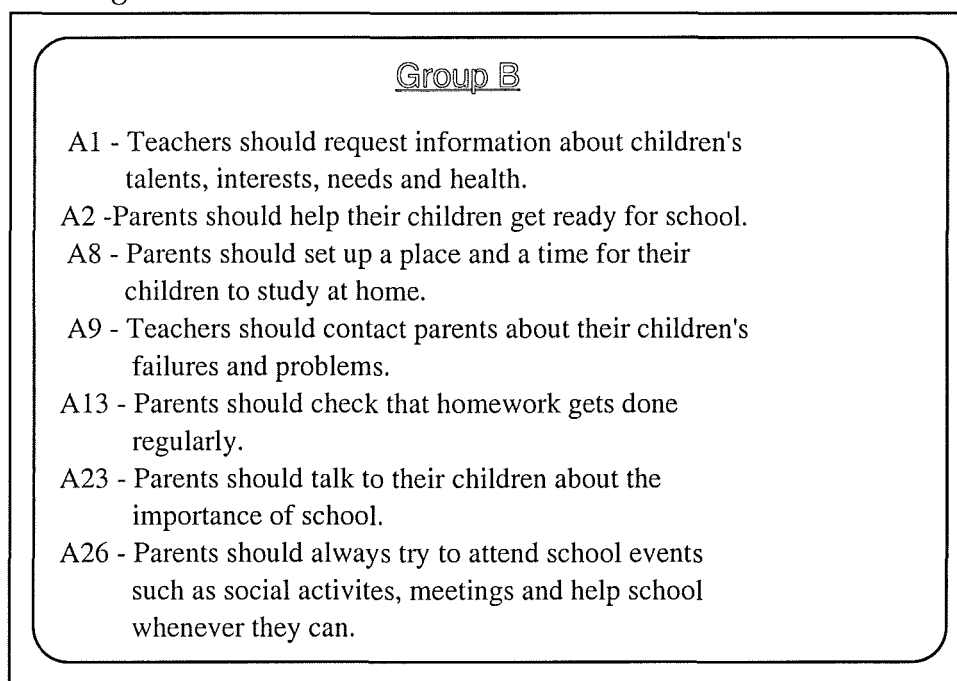 Group B
A1 - Teachers should request information about children's
talents, interests, needs and health.
A2 -Parents should help their children get ready for school.
A8 - Parents should set up a place and a time for their
children to study at home.
A9 - Teachers should contact parents about their children's
failures and problems.
A13 - Parents should check that homework gets done
regularly.
A23 - Parents should talk to their children about the
importance of school.
A26 - Parents should always try to attend school events
such as social activites, meetings and help school
whenever they can.